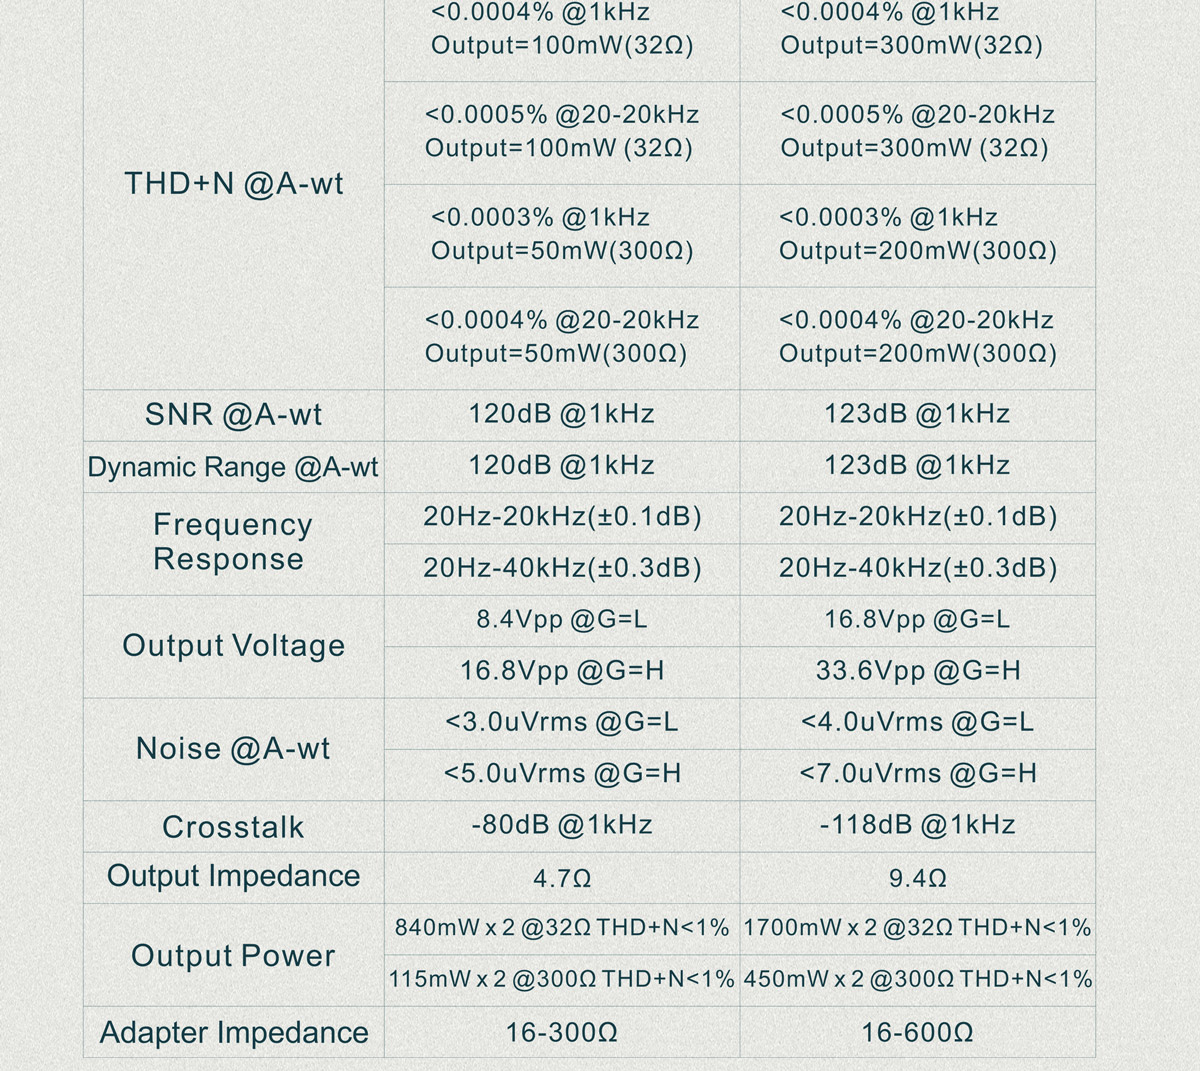 <0.0004% @1kHz
Output=100mW(32Ω)
<0.0004% @1kHz
Output=300mW(32Ω)
THD+N @A-wt
<0.0005% @20-20kHz
Output=100mW (32Ω)
<0.0005% @20-20kHz
Output=300mW (32Ω)
<0.0003% @1kHz
Output=50mW(300Ω)
<0.0003% @1kHz
Output=200mW(300Ω)
<0.0004% @20-20kHz
Output=50mW(300Ω)
<0.0004% @20-20kHz
Output=200mW(300Ω)
SNR @A-wt
120dB @1kHz
123dB @1kHz
Dynamic Range @A-wt
120dB @1kHz
123dB @1kHz
Frequency
Response
20Hz-20kHz(±0.1dB)
20Hz-20kHz(±0.1dB)
20Hz-40kHz(±0.3dB)
20Hz-40kHz(±0.3dB)
Output Voltage
8.4Vpp @G=L
16.8Vpp @G=L
16.8Vpp @G=H
33.6Vpp @G=H
Noise @A-wt
<3.0uVrms @G=L
<4.0uVrms @G=L
<5.0uVrms @G=H
<7.0uVrms @G=H
Crosstalk
-80dB @1kHz
-118dB @1kHz
Output Impedance
4.7Ω
9.4Ω
Output Power
840mW x 2 @32Ω THD+N<1%
1700mW x 2 @32Ω THD+N<1%
115mW x 2 @300Ω THD+N<1%
450mW x 2 @300Ω THD+N<1%
Adapter Impedance
16-300Ω
16-600Ω